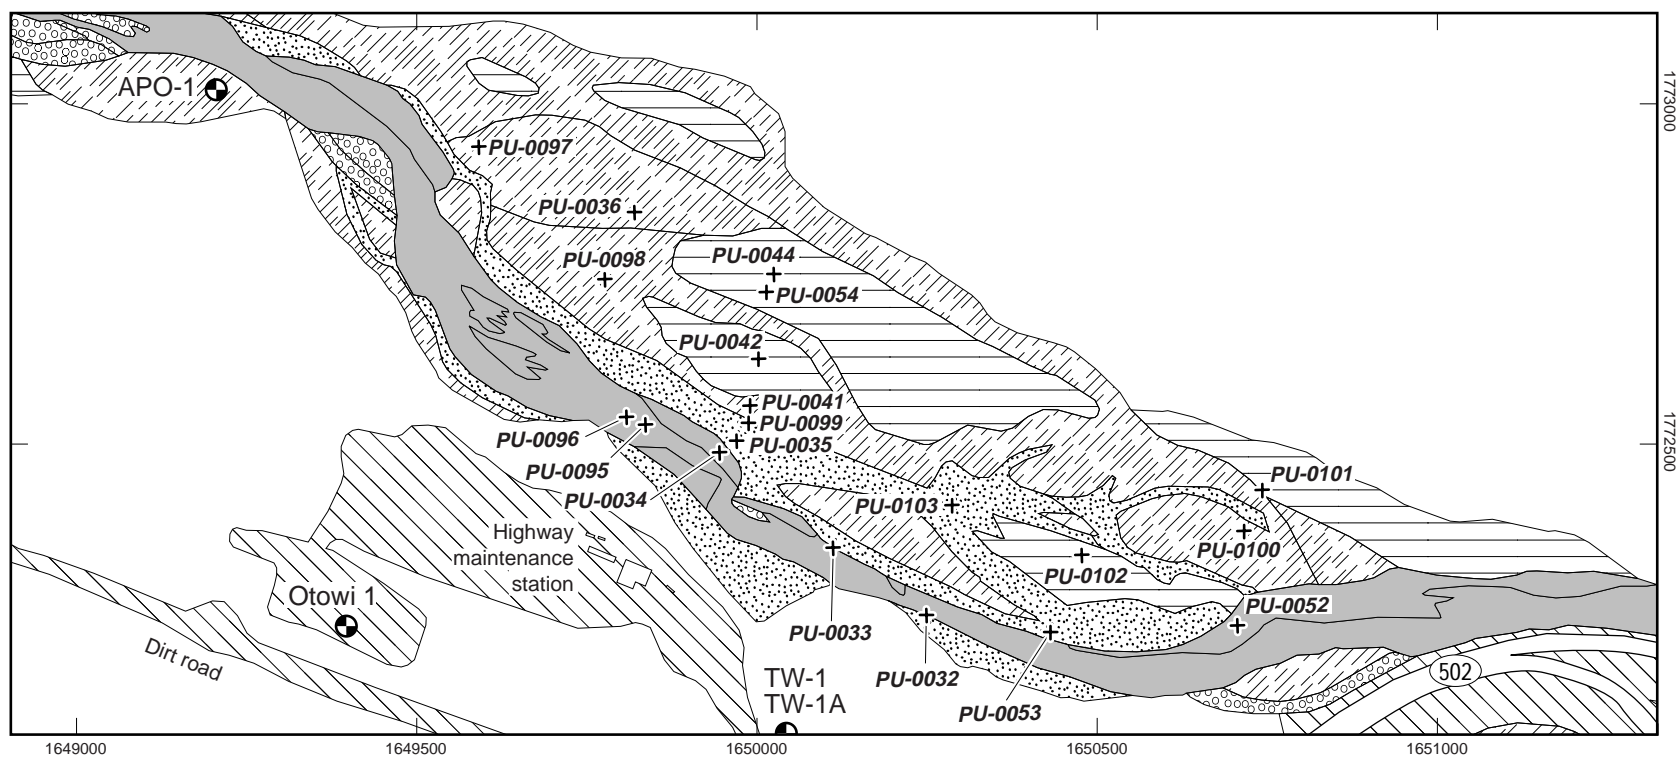 APO-1
1773000
PU-0097
PU-0036
PU-0044
PU-0098
PU-0054
PU-0042
PU-0041
PU-0099
PU-0096
PU-0035
1772500
PU-0095
PU-0101
PU-0034
PU-0103
Highway
maintenance
station
PU-0100
PU-0102
Otowi 1
PU-0052
PU-0033
Dirt road
502
TW-1
TW-1A
PU-0032
PU-0053
1649000
1649500
1650000
1650500
1651000